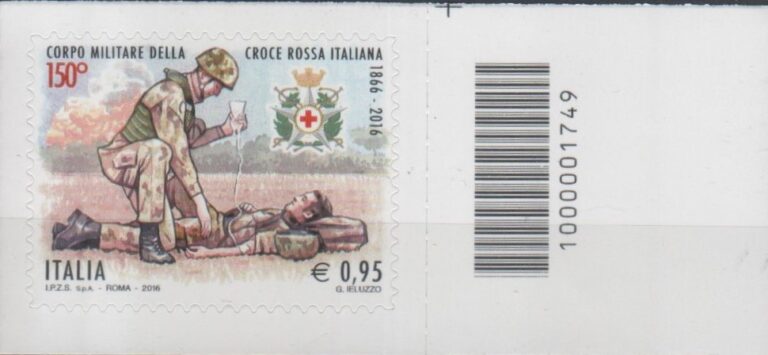 CORPO MILITARE DELLA CROCE ROSSA ITALIANA
150°
1866 - 2016
ITALIA
€ 0,95
I.P.Z.S. S.p.A. - ROMA - 2016
G. IELUZZO
1000001749